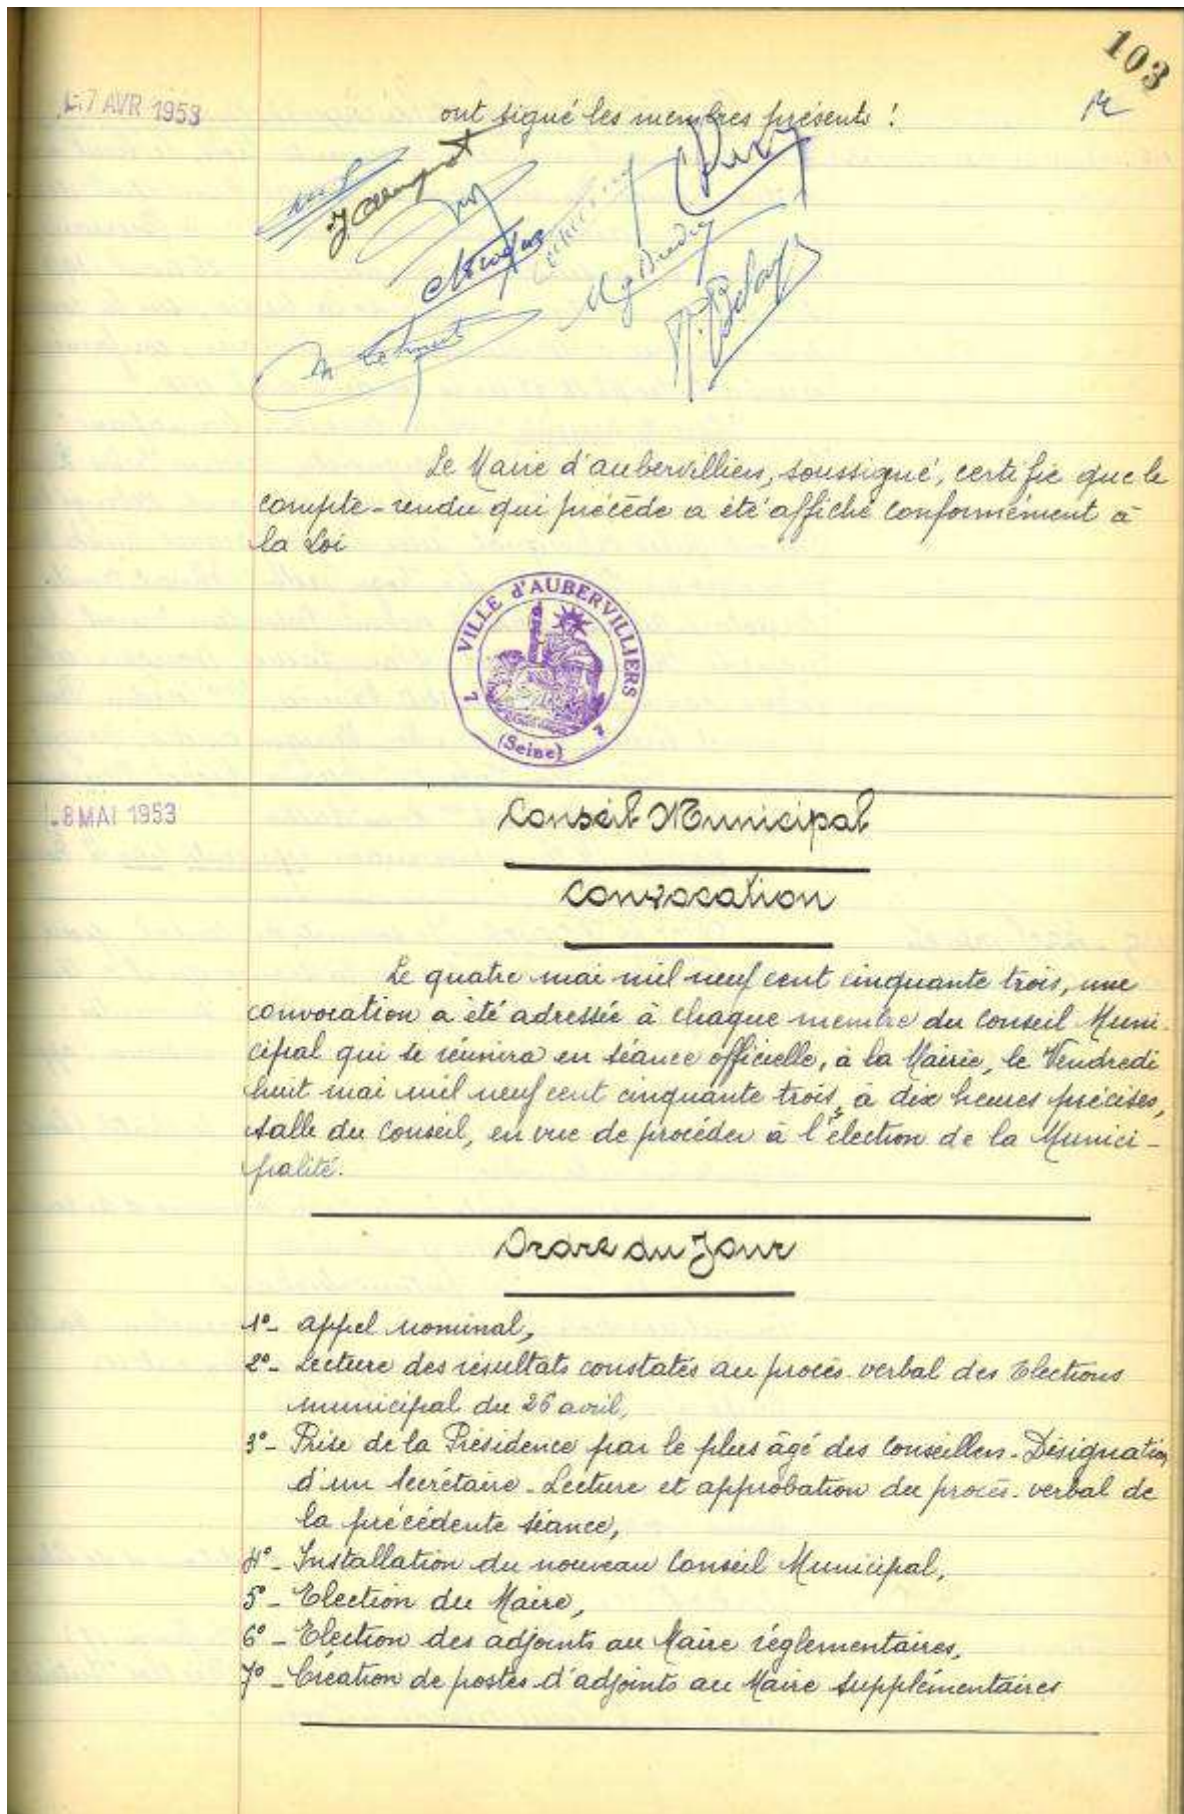 103
7 AVR 1953
ont signé les membres présents !
Le Maire d'aubervilliers, soussigné, certifie que le
compte-rendu qui précède a été affiché conformément à
la Loi
VILLE d'AUBERVILLIERS
(Seine)
8 MAI 1953
Conseil Municipal
Convocation
Le quatre mai mil neuf cent cinquante trois, une
convocation a été adressée à chaque membre du Conseil Muni-
cipal qui se réunira en séance officielle, à la Mairie, le Vendredi
huit mai mil neuf cent cinquante trois, à dix heures précises,
salle du Conseil, en vue de procéder à l'élection de la Munici-
palité.
Ordre du Jour
1°- appel nominal,
2°- Lecture des résultats constatés au procès-verbal des Elections
municipal du 26 avril,
3°- Prise de la Présidence par le plus âgé des Conseillers - Désignation
d'un Secrétaire - Lecture et approbation du procès-verbal de
la précédente séance,
4°- Installation du nouveau Conseil Municipal,
5°- Election du Maire,
6°- Election des adjoints au Maire réglementaires,
7°- Création de postes d'adjoints au Maire supplémentaires